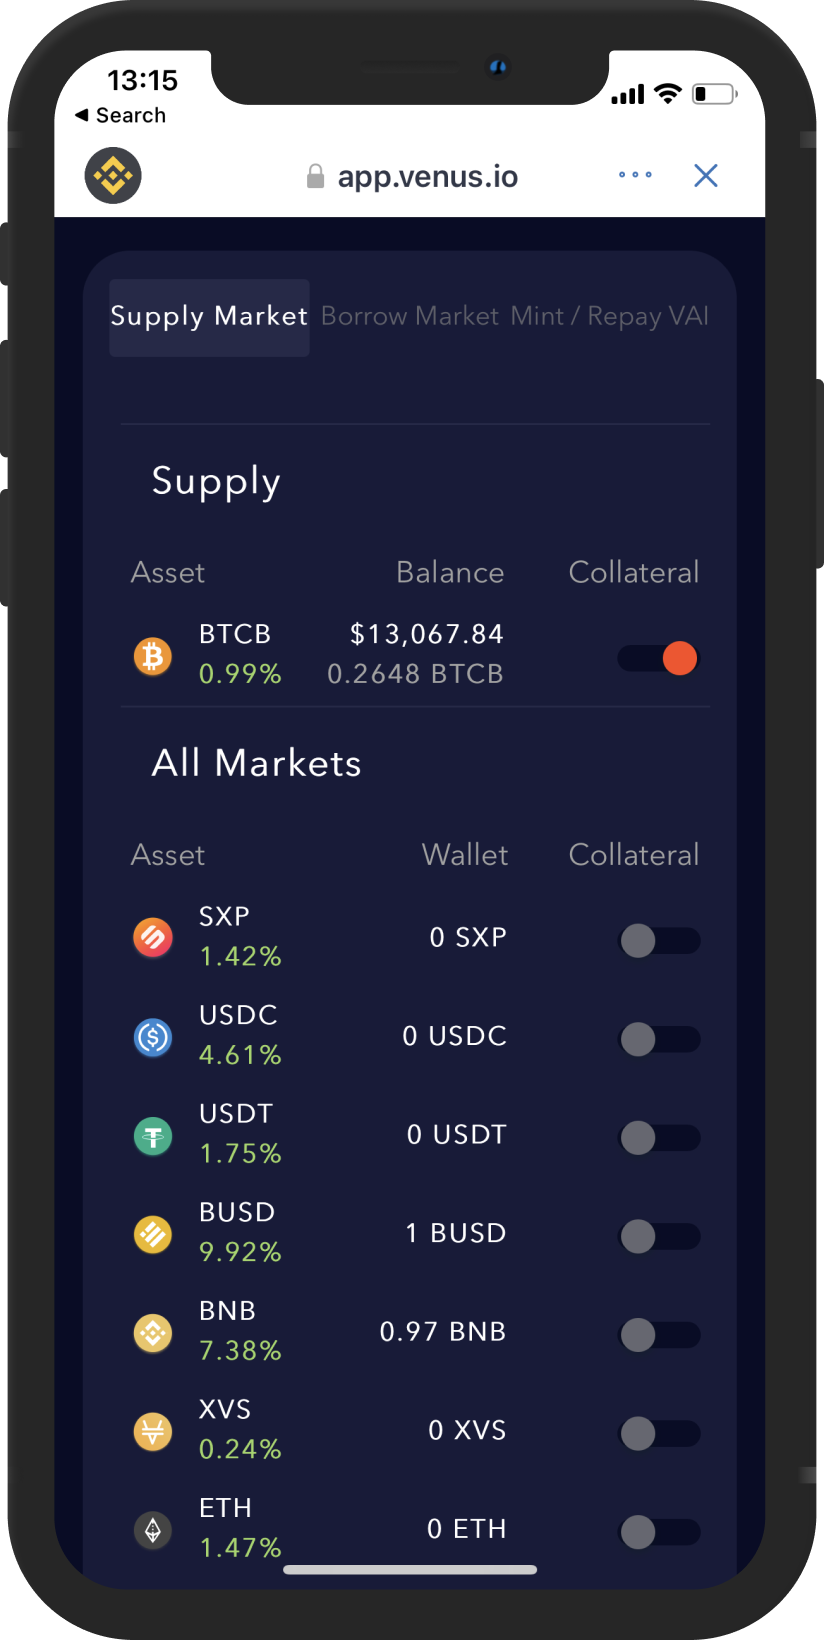 13:15
◀ Search
app.venus.io
Supply Market Borrow Market Mint / Repay VAI
Supply
Asset Balance Collateral
BTCB $13,067.84
0.99% 0.2648 BTCB
All Markets
Asset Wallet Collateral
SXP
0 SXP
1.42%
USDC
0 USDC
4.61%
USDT
0 USDT
1.75%
BUSD
1 BUSD
9.92%
BNB
0.97 BNB
7.38%
XVS
0 XVS
0.24%
ETH
0 ETH
1.47%